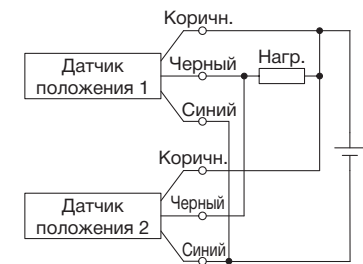 Коричн.
Датчик
положения 1
Черный
Нагр.
Синий
Коричн.
Датчик
положения 2
Черный
Синий